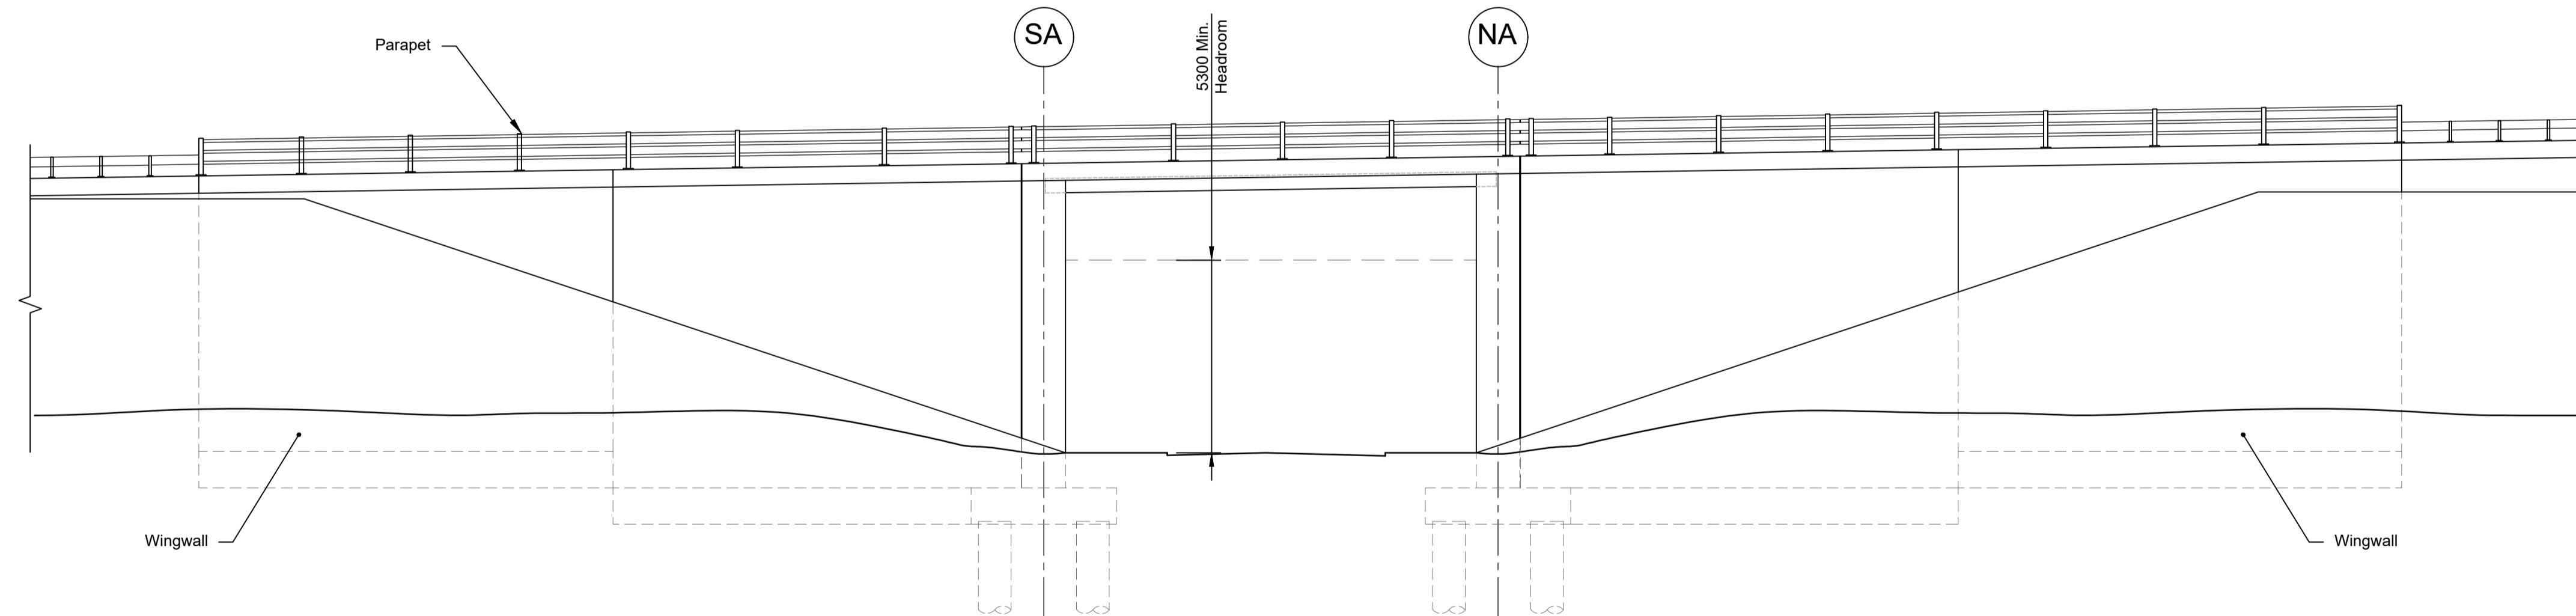 SA
NA
5300 Min.
Headroom
Parapet
Wingwall
Wingwall